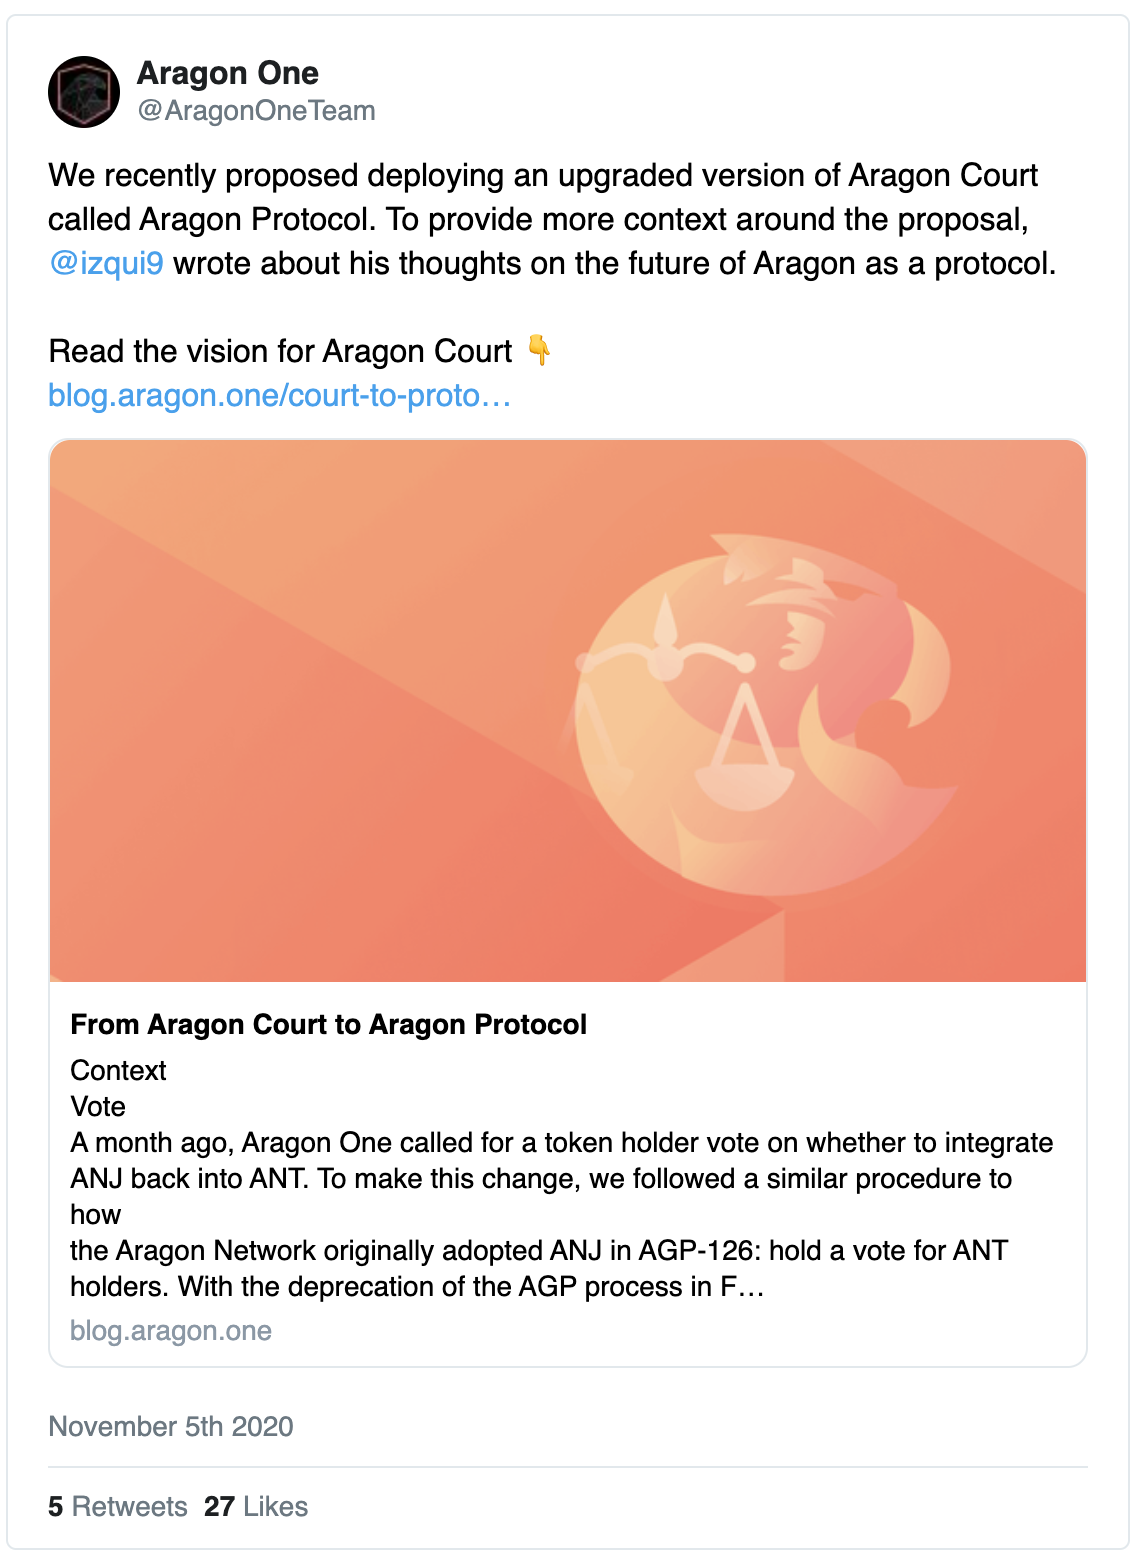 Aragon One
@AragonOneTeam
We recently proposed deploying an upgraded version of Aragon Court
called Aragon Protocol. To provide more context around the proposal,
@izqui9 wrote about his thoughts on the future of Aragon as a protocol.
Read the vision for Aragon Court 👇
blog.aragon.one/court-to-proto…
From Aragon Court to Aragon Protocol
Context
Vote
A month ago, Aragon One called for a token holder vote on whether to integrate
ANJ back into ANT. To make this change, we followed a similar procedure to
how
the Aragon Network originally adopted ANJ in AGP-126: hold a vote for ANT
holders. With the deprecation of the AGP process in F…
blog.aragon.one
November 5th 2020
5 Retweets 27 Likes